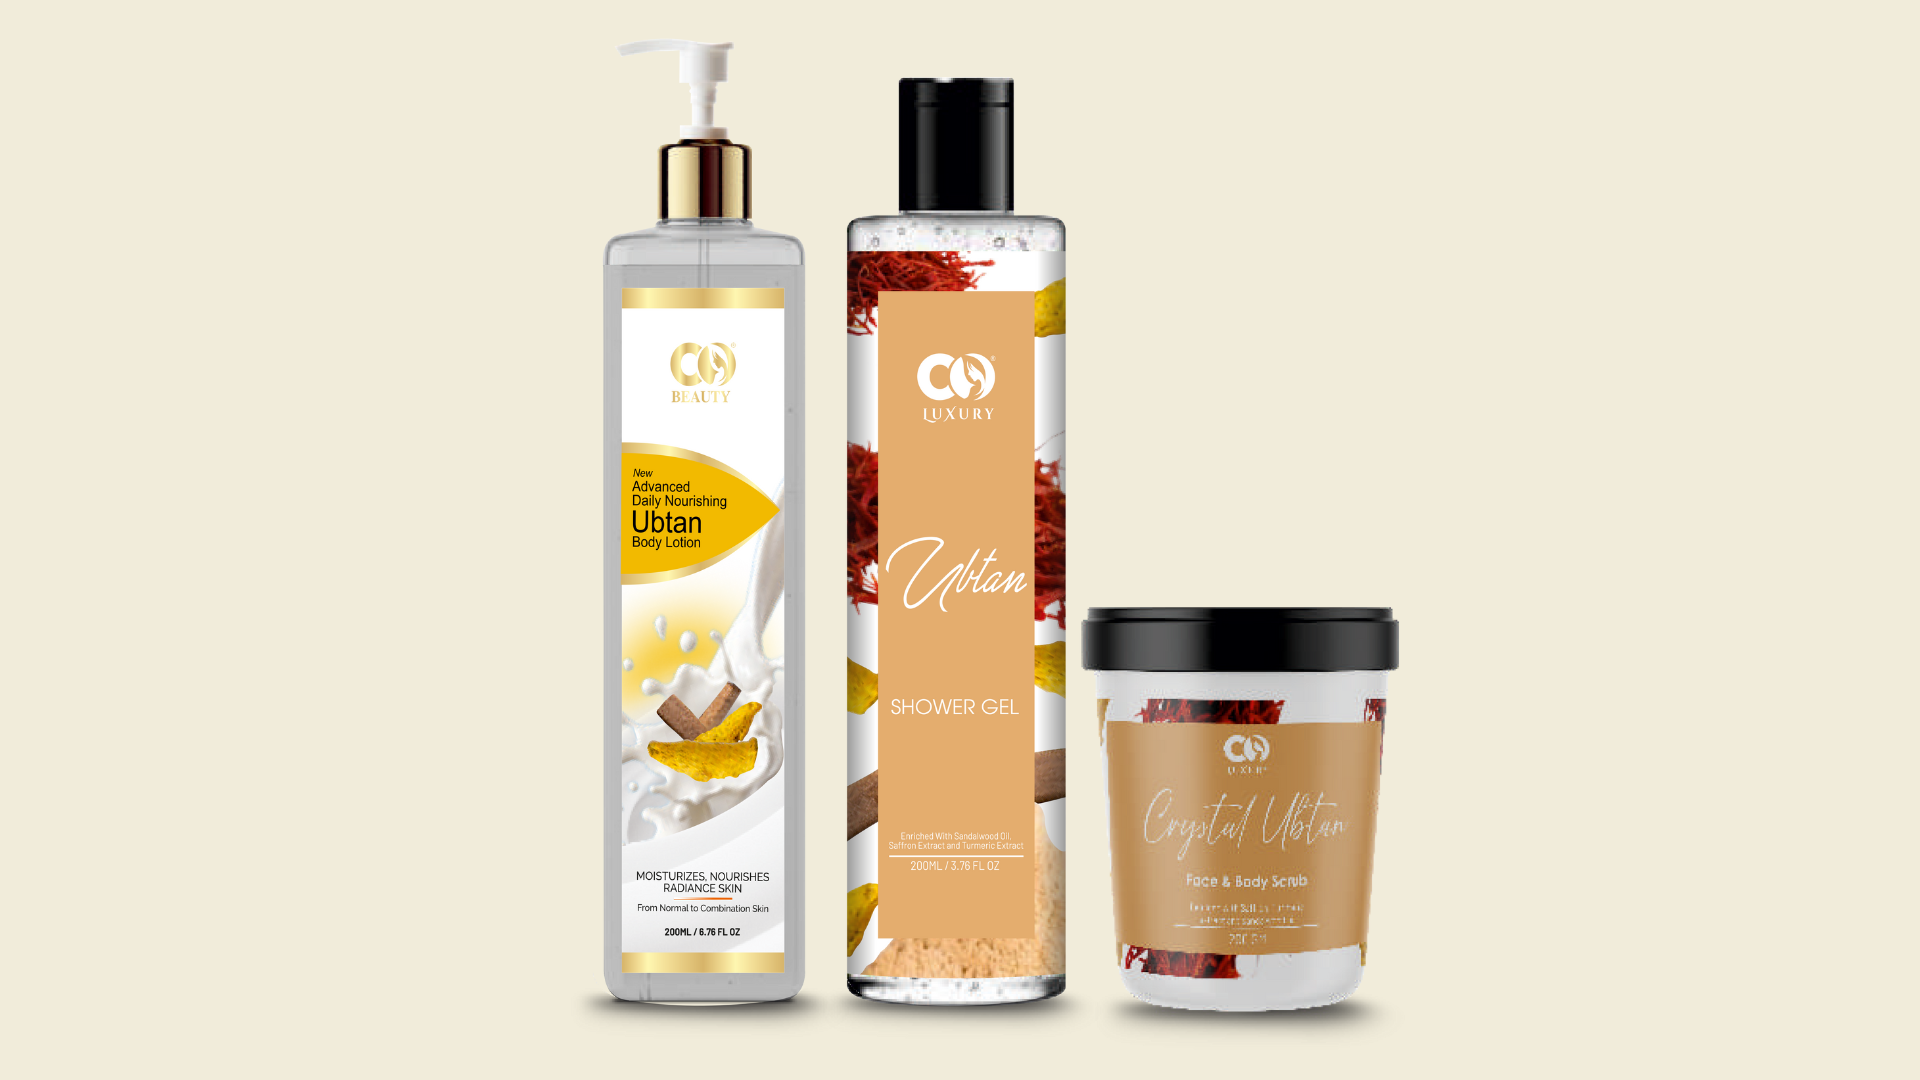 CO®
BEAUTY
New
Advanced
Daily Nourishing
Ubtan
Body Lotion
MOISTURIZES, NOURISHES
RADIANCE SKIN
From Normal to Combination Skin
200ML / 6.76 FL OZ
CO®
LUXURY
Ubtan
SHOWER GEL
Enriched With Sandalwood Oil,
Saffron Extract and Turmeric Extract
200ML / 3.76 FL OZ
CO
LUXURY
Crystal Ubtan
Face & Body Scrub